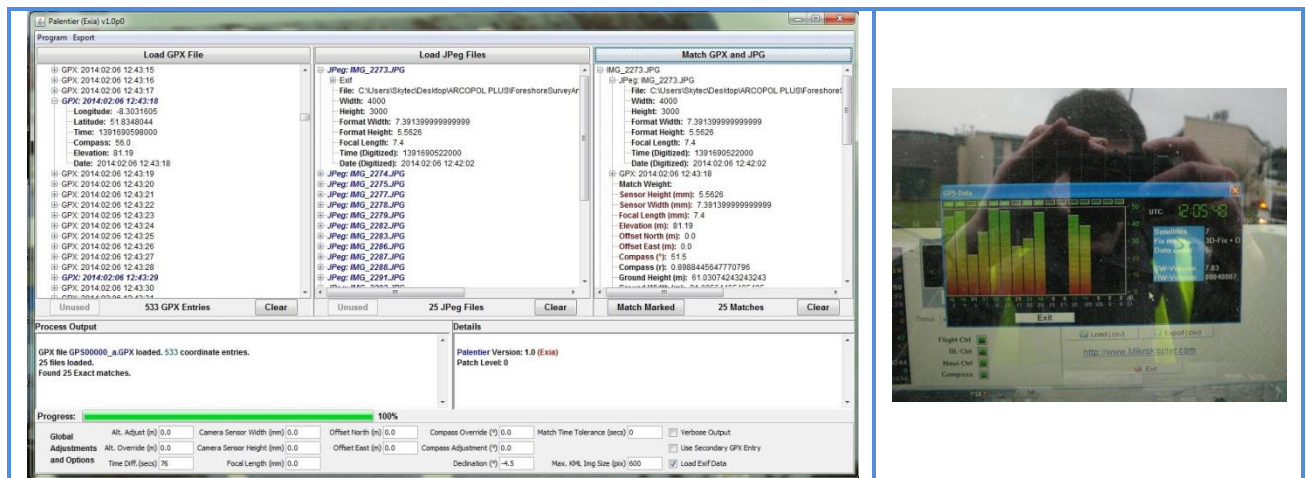 Palentier (Exia) v1.0p0
Program Export
Load GPX File
GPX: 2014:02:06 12:43:15
GPX: 2014:02:06 12:43:16
GPX: 2014:02:06 12:43:17
GPX: 2014:02:06 12:43:18
Longitude: -8.3031605
Latitude: 51.8348044
Time: 1391690598000
Compass: 56.0
Elevation: 81.19
Date: 2014:02:06 12:43:18
GPX: 2014:02:06 12:43:19
GPX: 2014:02:06 12:43:20
GPX: 2014:02:06 12:43:21
GPX: 2014:02:06 12:43:22
GPX: 2014:02:06 12:43:23
GPX: 2014:02:06 12:43:24
GPX: 2014:02:06 12:43:25
GPX: 2014:02:06 12:43:26
GPX: 2014:02:06 12:43:27
GPX: 2014:02:06 12:43:28
GPX: 2014:02:06 12:43:29
GPX: 2014:02:06 12:43:30
Unused 533 GPX Entries Clear
Load JPeg Files
JPeg: IMG_2273.JPG
Exif
File: C:\Users\Skytec\Desktop\ARCOPOL PLUS\ForeshoreSurveyAr
Width: 4000
Height: 3000
Format Width: 7.391399999999999
Format Height: 5.5626
Focal Length: 7.4
Time (Digitized): 1391690522000
Date (Digitized): 2014:02:06 12:42:02
JPeg: IMG_2274.JPG
JPeg: IMG_2275.JPG
JPeg: IMG_2277.JPG
JPeg: IMG_2278.JPG
JPeg: IMG_2279.JPG
JPeg: IMG_2282.JPG
JPeg: IMG_2283.JPG
JPeg: IMG_2286.JPG
JPeg: IMG_2287.JPG
JPeg: IMG_2288.JPG
JPeg: IMG_2291.JPG
Unused 25 JPeg Files Clear
Match GPX and JPG
IMG_2273.JPG
JPeg: IMG_2273.JPG
File: C:\Users\Skytec\Desktop\ARCOPOL PLUS\Foreshore
Width: 4000
Height: 3000
Format Width: 7.391399999999999
Format Height: 5.5626
Focal Length: 7.4
Time (Digitized): 1391690522000
Date (Digitized): 2014:02:06 12:42:02
GPX: 2014:02:06 12:43:18
Match Weight:
Sensor Height (mm): 5.5626
Sensor Width (mm): 7.391399999999999
Focal Length (mm): 7.4
Elevation (m): 81.19
Offset North (m): 0.0
Offset East (m): 0.0
Compass (°): 51.5
Compass (r): 0.8988445647770796
Ground Height (m): 61.03074243243243
Match Marked 25 Matches Clear
Process Output
GPX file GPS00000_a.GPX loaded. 533 coordinate entries.
25 files loaded.
Found 25 Exact matches.
Details
Palentier Version: 1.0 (Exia)
Patch Level: 0
Progress: 100%
Global Adjustments and Options
Alt. Adjust (m) 0.0 Camera Sensor Width (mm) 0.0 Offset North (m) 0.0 Compass Override (°) 0.0 Match Time Tolerance (secs) 0 Verbose Output
Alt. Override (m) 0.0 Camera Sensor Height (mm) 0.0 Offset East (m) 0.0 Compass Adjustment (°) 0.0 Use Secondary GPX Entry
Time Diff.(secs) 76 Focal Length (mm) 0.0 Declination (°) -4.5 Max. KML Img Size (pix) 600 Load Exif Data
GPS-Data
UTC: 12:05:48
Satellites 7
3D-Fix + D
Exit
Load (.csv) Export (.csv)
Flight-Ctrl
BL-Ctrl
Navi-Ctrl
Compass
http://www.MikroKopter.com
Exit